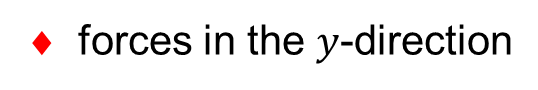 ♦ forces in the y-direction